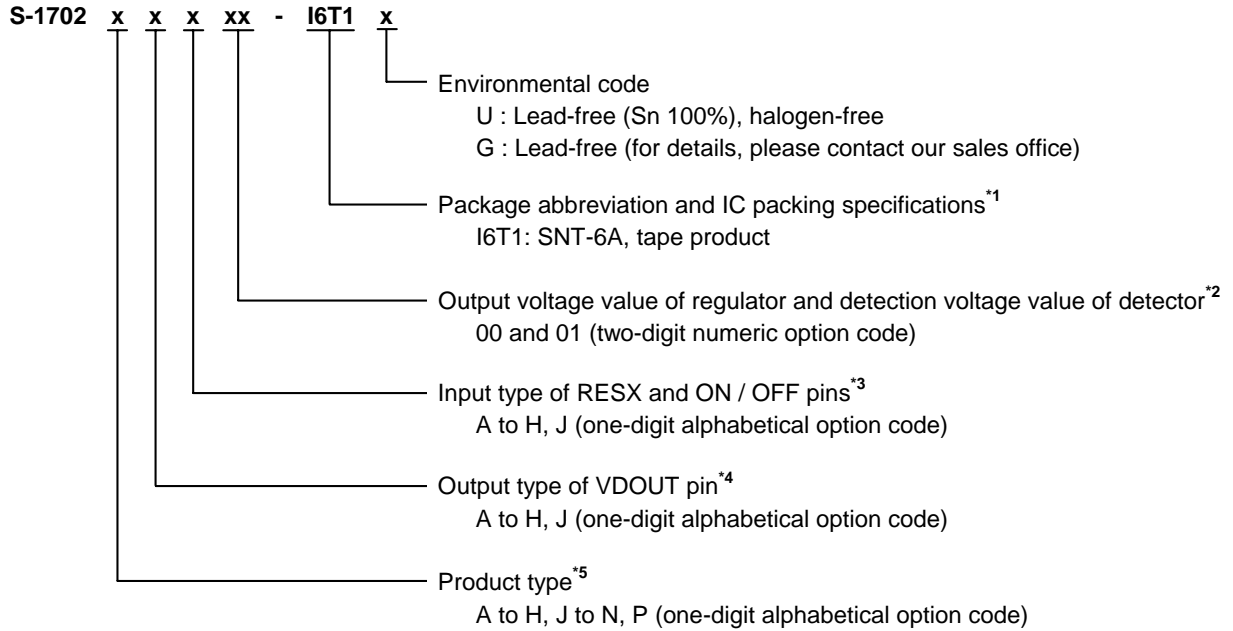 S-1702 x x x xx - I6T1 x
Environmental code
U : Lead-free (Sn 100%), halogen-free
G : Lead-free (for details, please contact our sales office)
Package abbreviation and IC packing specifications*1
I6T1: SNT-6A, tape product
Output voltage value of regulator and detection voltage value of detector*2
00 and 01 (two-digit numeric option code)
Input type of RESX and ON / OFF pins*3
A to H, J (one-digit alphabetical option code)
Output type of VDOUT pin*4
A to H, J (one-digit alphabetical option code)
Product type*5
A to H, J to N, P (one-digit alphabetical option code)